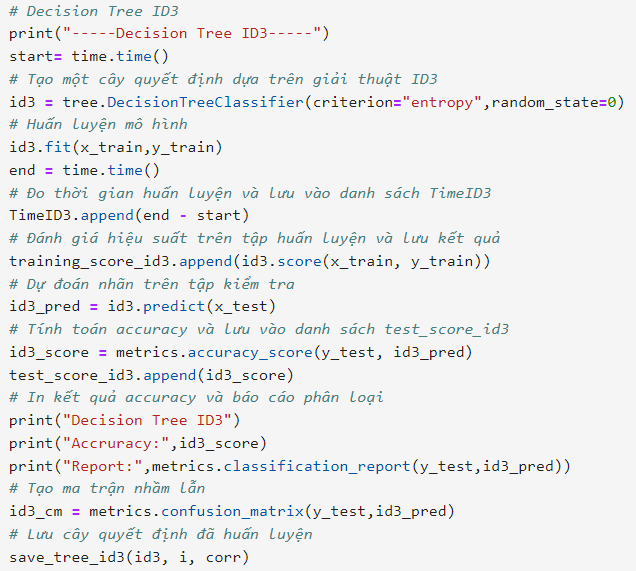 # Decision Tree ID3
print("-----Decision Tree ID3-----")
start= time.time()
# Tạo một cây quyết định dựa trên giải thuật ID3
id3 = tree.DecisionTreeClassifier(criterion="entropy",random_state=0)
# Huấn luyện mô hình
id3.fit(x_train,y_train)
end = time.time()
# Đo thời gian huấn luyện và lưu vào danh sách TimeID3
TimeID3.append(end - start)
# Đánh giá hiệu suất trên tập huấn luyện và lưu kết quả
training_score_id3.append(id3.score(x_train, y_train))
# Dự đoán nhãn trên tập kiểm tra
id3_pred = id3.predict(x_test)
# Tính toán accuracy và lưu vào danh sách test_score_id3
id3_score = metrics.accuracy_score(y_test, id3_pred)
test_score_id3.append(id3_score)
# In kết quả accuracy và báo cáo phân loại
print("Decision Tree ID3")
print("Accruracy:",id3_score)
print("Report:",metrics.classification_report(y_test,id3_pred))
# Tạo ma trận nhầm lẫn
id3_cm = metrics.confusion_matrix(y_test,id3_pred)
# Lưu cây quyết định đã huấn luyện
save_tree_id3(id3, i, corr)